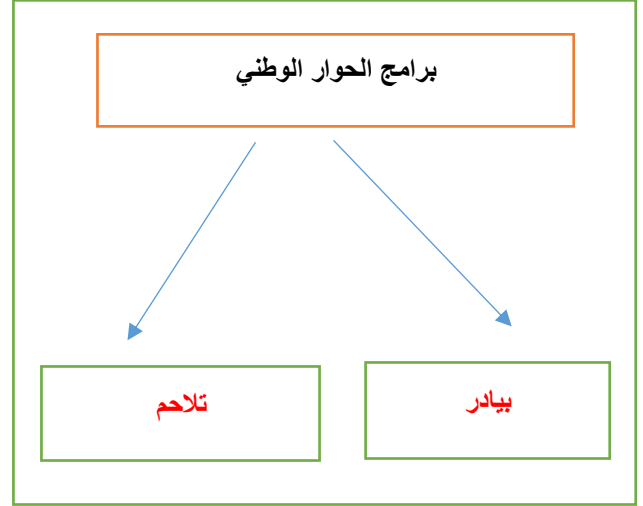 برامج الحوار الوطني
بيادر
تلاحم